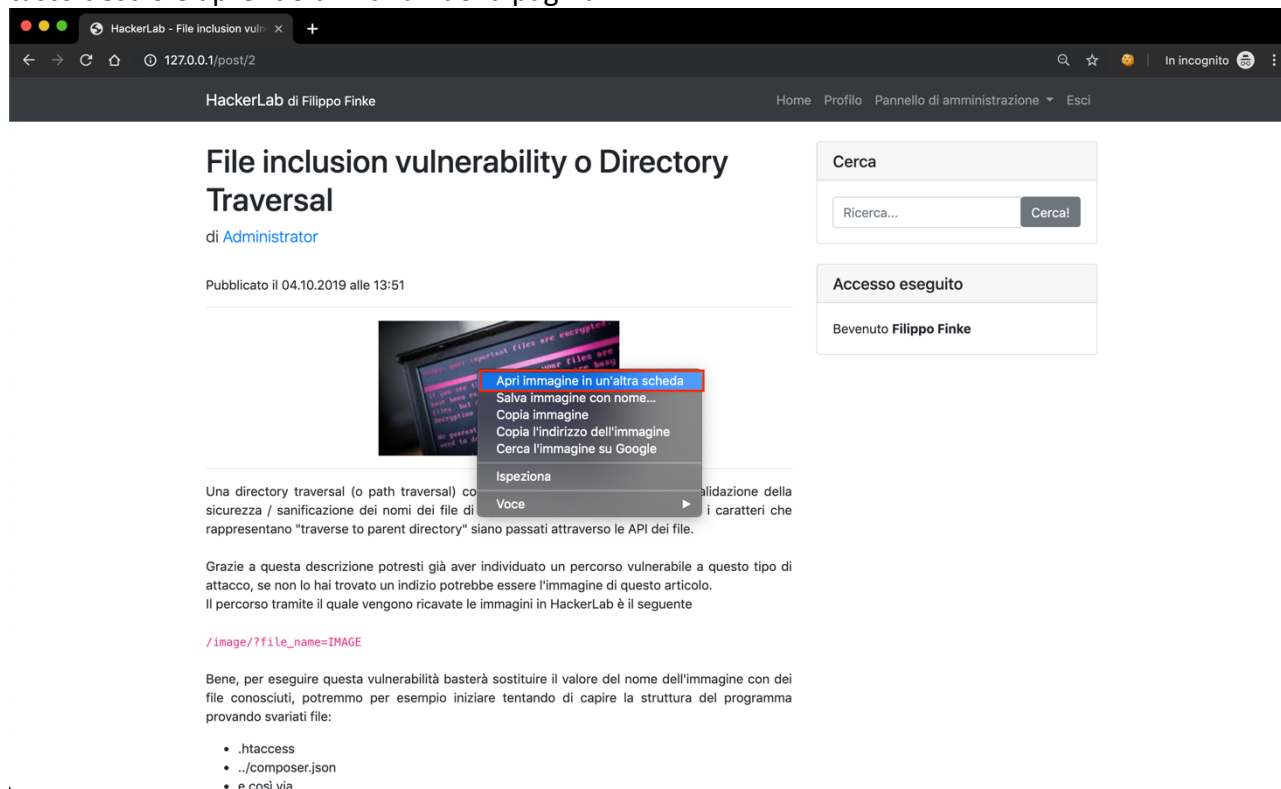 HackerLab - File inclusion vuln
127.0.0.1/post/2
In incognito
HackerLab di Filippo Finke
Home Profilo Pannello di amministrazione Esci
File inclusion vulnerability o Directory
Traversal
di Administrator
Pubblicato il 04.10.2019 alle 13:51
Apri immagine in un'altra scheda
Salva immagine con nome...
Copia immagine
Copia l'indirizzo dell'immagine
Cerca l'immagine su Google
Ispeziona
Voce
Una directory traversal (o path traversal) co alidazione della
sicurezza / sanificazione dei nomi dei file di i caratteri che
rappresentano "traverse to parent directory" siano passati attraverso le API dei file.
Grazie a questa descrizione potresti già aver individuato un percorso vulnerabile a questo tipo di
attacco, se non lo hai trovato un indizio potrebbe essere l'immagine di questo articolo.
Il percorso tramite il quale vengono ricavate le immagini in HackerLab è il seguente
/image/?file_name=IMAGE
Bene, per eseguire questa vulnerabilità basterà sostituire il valore del nome dell'immagine con dei
file conosciuti, potremmo per esempio iniziare tentando di capire la struttura del programma
provando svariati file:
• .htaccess
• ../composer.json
• e così via
Cerca
Ricerca... Cerca!
Accesso eseguito
Bevenuto Filippo Finke